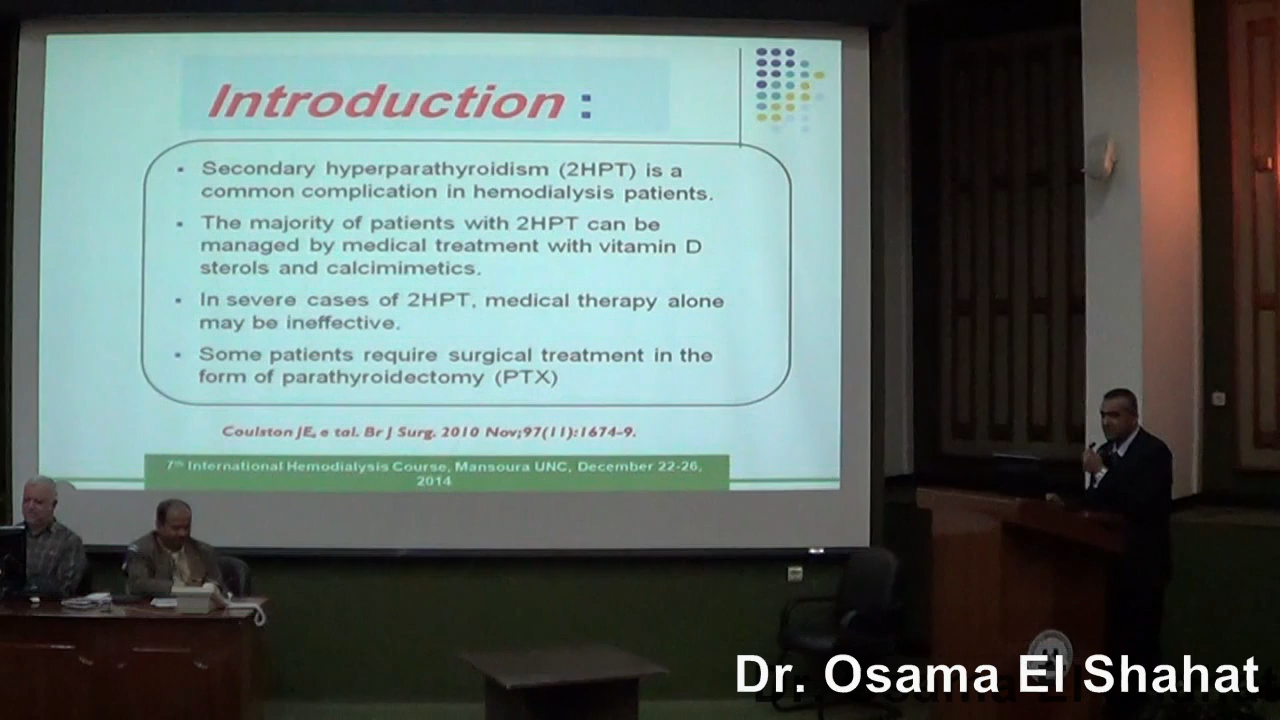 Introduction :
Secondary hyperparathyroidism (2HPT) is a
common complication in hemodialysis patients.
The majority of patients with 2HPT can be
managed by medical treatment with vitamin D
sterols and calcimimetics.
In severe cases of 2HPT, medical therapy alone
may be ineffective.
Some patients require surgical treatment in the
form of parathyroidectomy (PTX)
Coulston JE, e tal. Br J Surg. 2010 Nov;97(11):1674-9.
7th International Hemodialysis Course, Mansoura UNC, December 22-26,
2014
Dr. Osama El Shahat